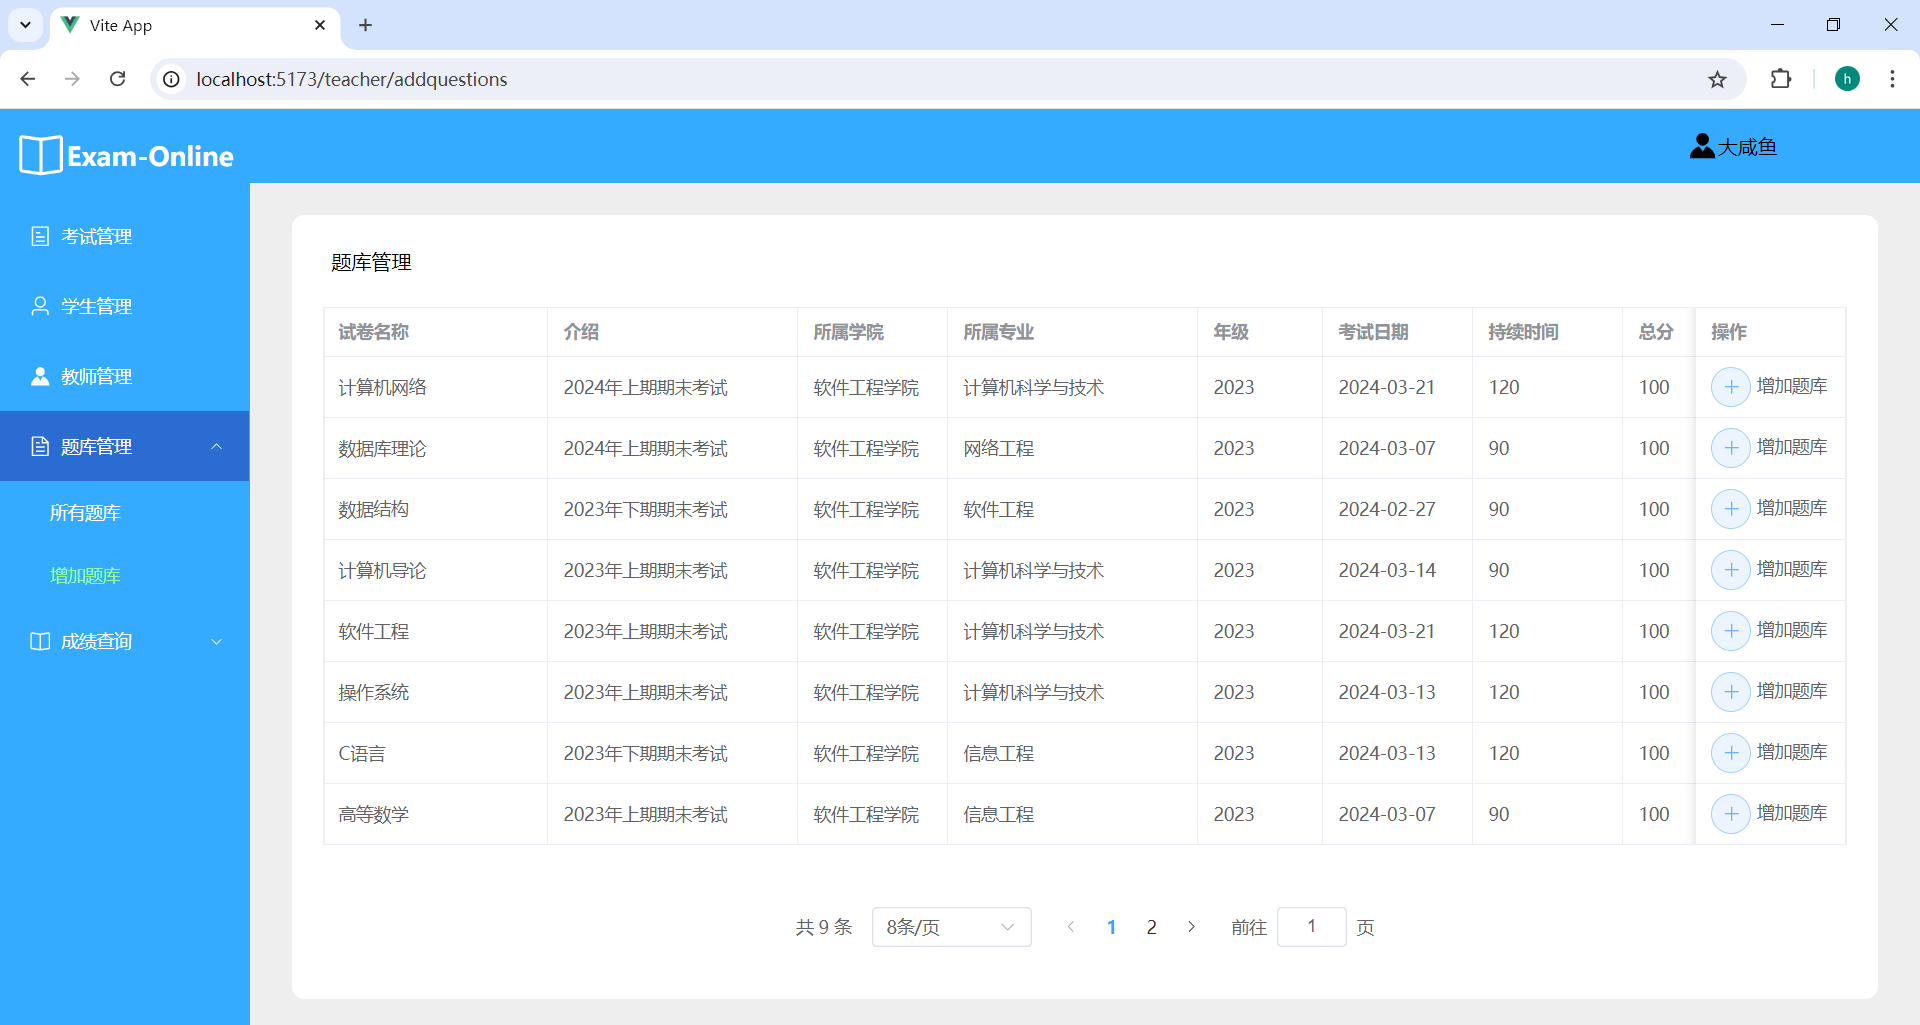 Vite App
localhost:5173/teacher/addquestions
h
Exam-Online
大咸鱼
考试管理
学生管理
教师管理
题库管理
所有题库
增加题库
成绩查询
题库管理
试卷名称 介绍 所属学院 所属专业 年级 考试日期 持续时间 总分 操作
计算机网络 2024年上期期末考试 软件工程学院 计算机科学与技术 2023 2024-03-21 120 100 增加题库
数据库理论 2024年上期期末考试 软件工程学院 网络工程 2023 2024-03-07 90 100 增加题库
数据结构 2023年下期期末考试 软件工程学院 软件工程 2023 2024-02-27 90 100 增加题库
计算机导论 2023年上期期末考试 软件工程学院 计算机科学与技术 2023 2024-03-14 90 100 增加题库
软件工程 2023年上期期末考试 软件工程学院 计算机科学与技术 2023 2024-03-21 120 100 增加题库
操作系统 2023年上期期末考试 软件工程学院 计算机科学与技术 2023 2024-03-13 120 100 增加题库
C语言 2023年下期期末考试 软件工程学院 信息工程 2023 2024-03-13 120 100 增加题库
高等数学 2023年上期期末考试 软件工程学院 信息工程 2023 2024-03-07 90 100 增加题库
共 9 条 8条/页 1 2 前往 1 页